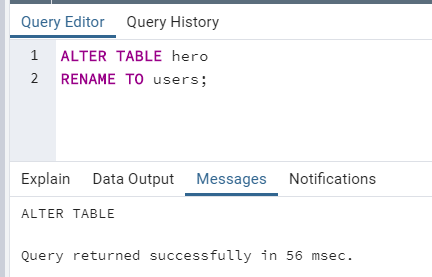 Query Editor Query History
1 ALTER TABLE hero
2 RENAME TO users;
Explain Data Output Messages Notifications
ALTER TABLE
Query returned successfully in 56 msec.